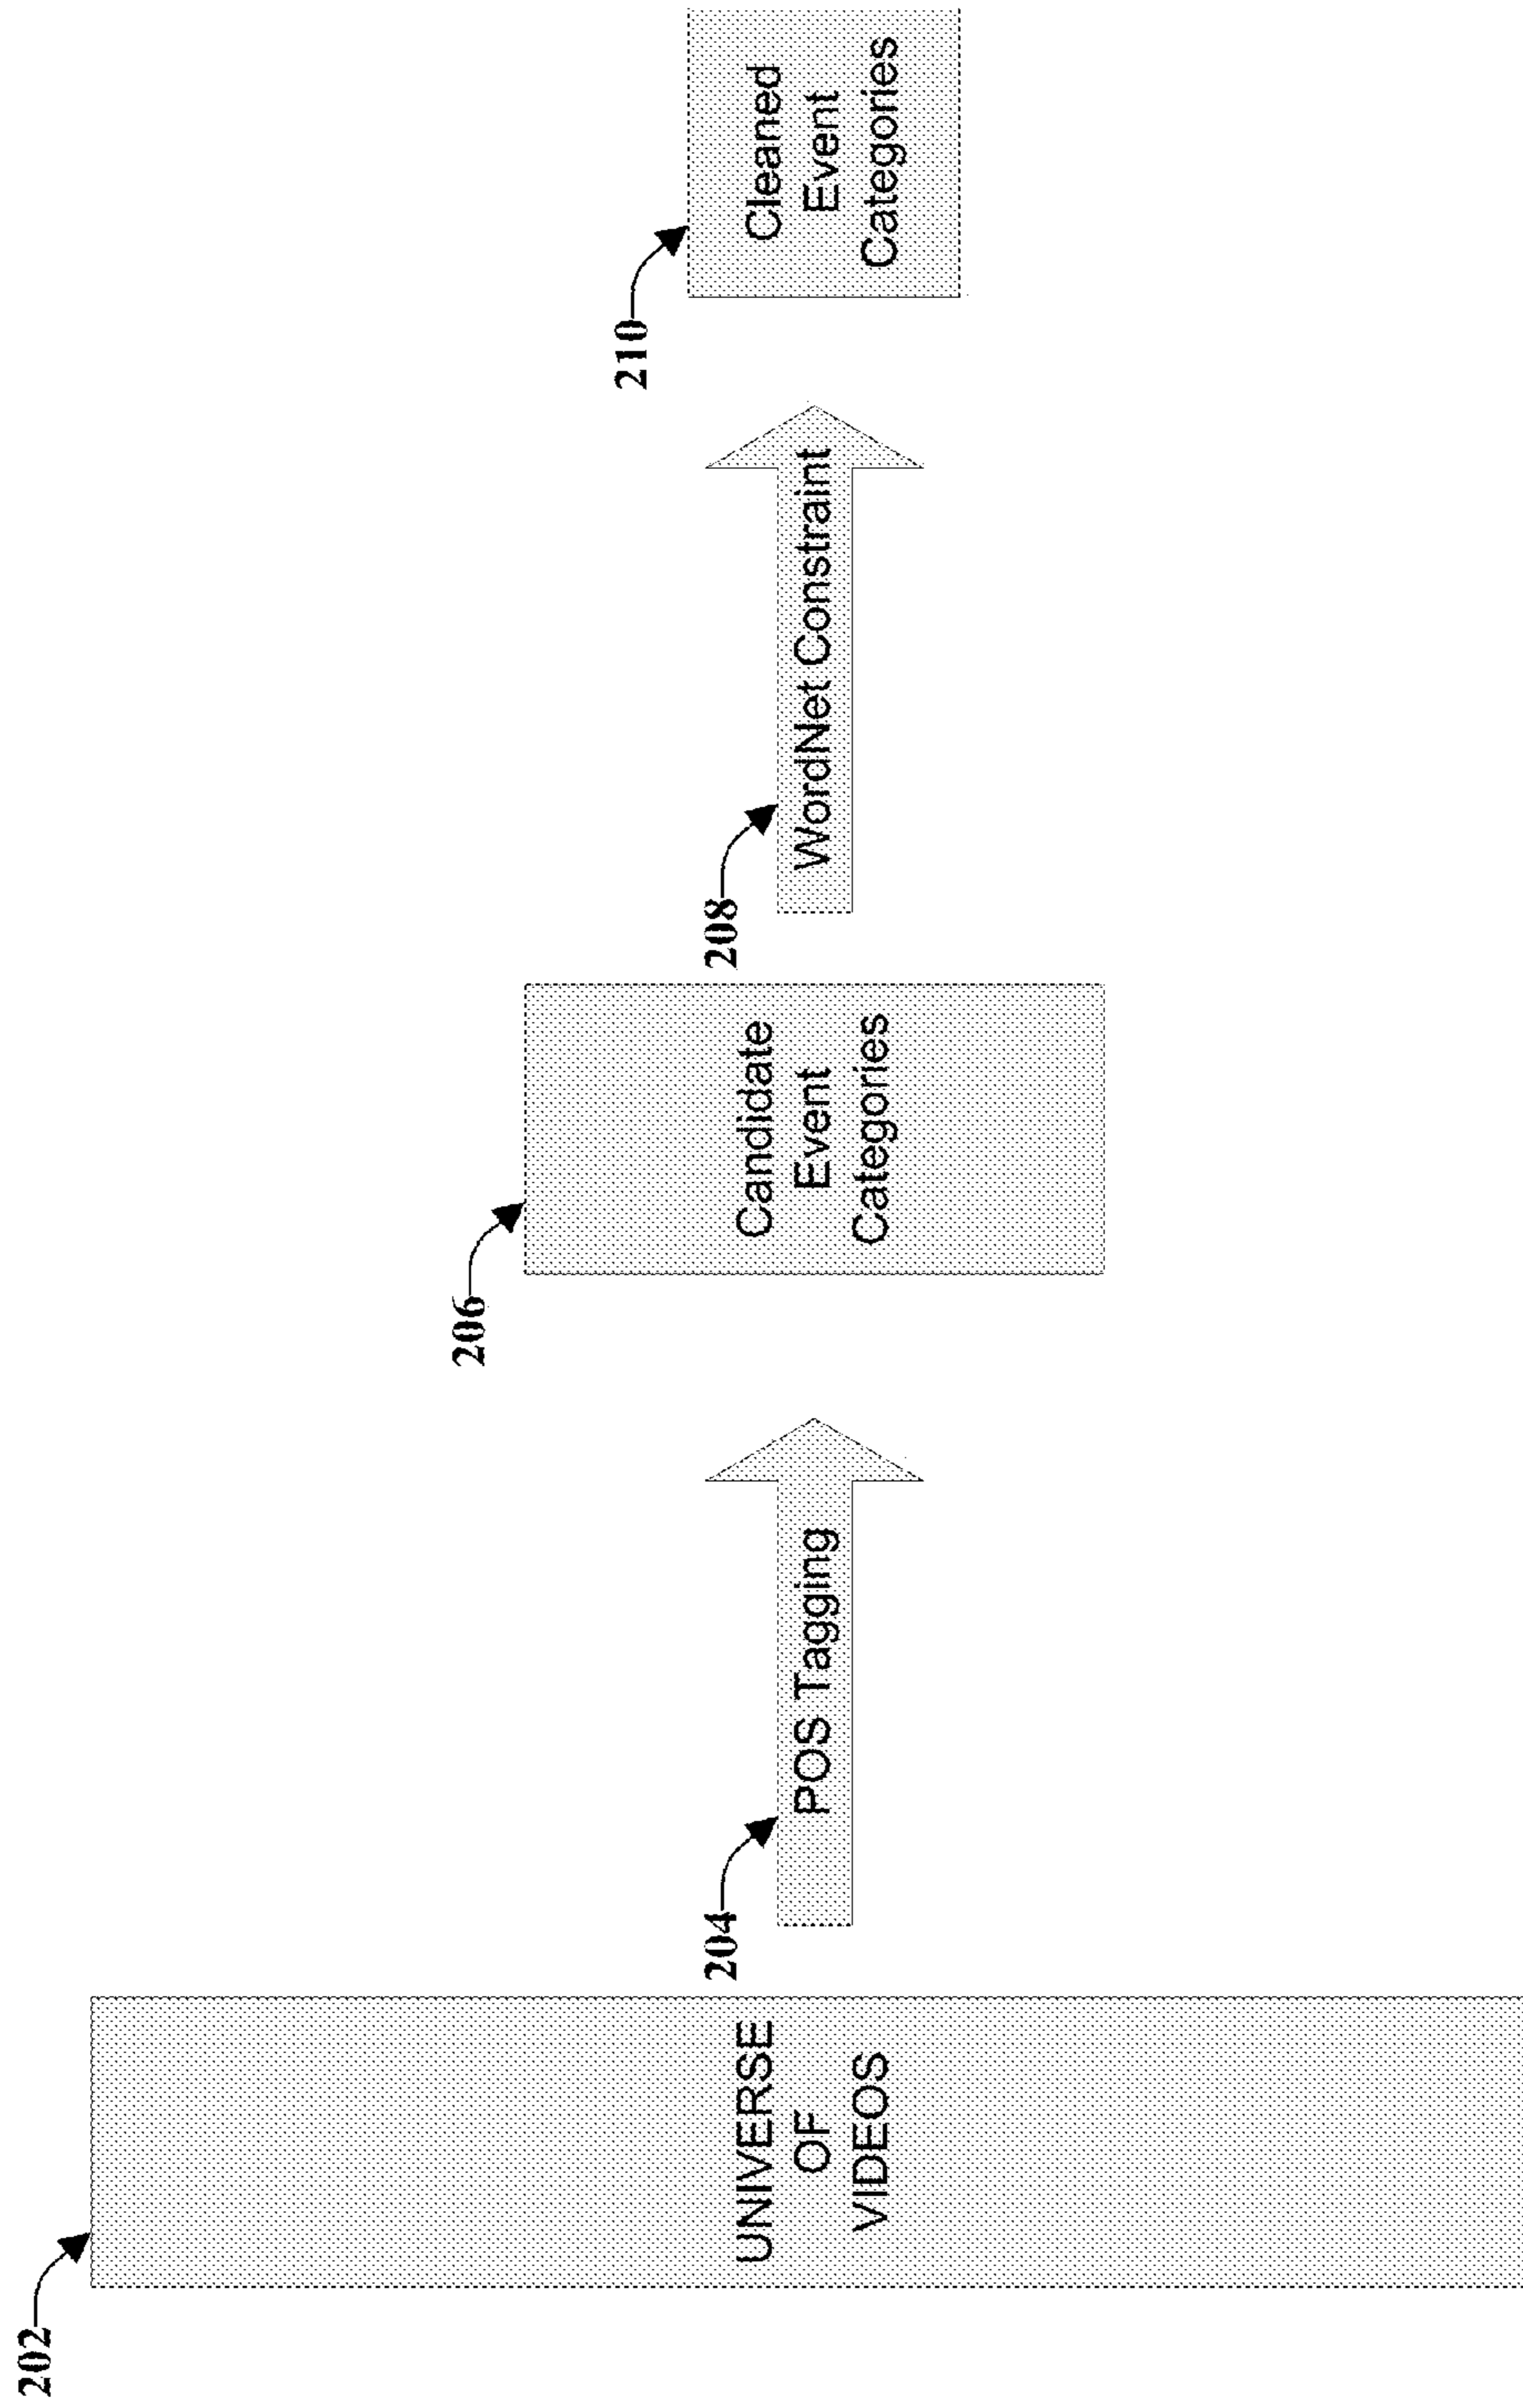 202
UNIVERSE
OF
VIDEOS
204
POS Tagging
206
Candidate
Event
Categories
208
WordNet Constraint
210
Cleaned
Event
Categories